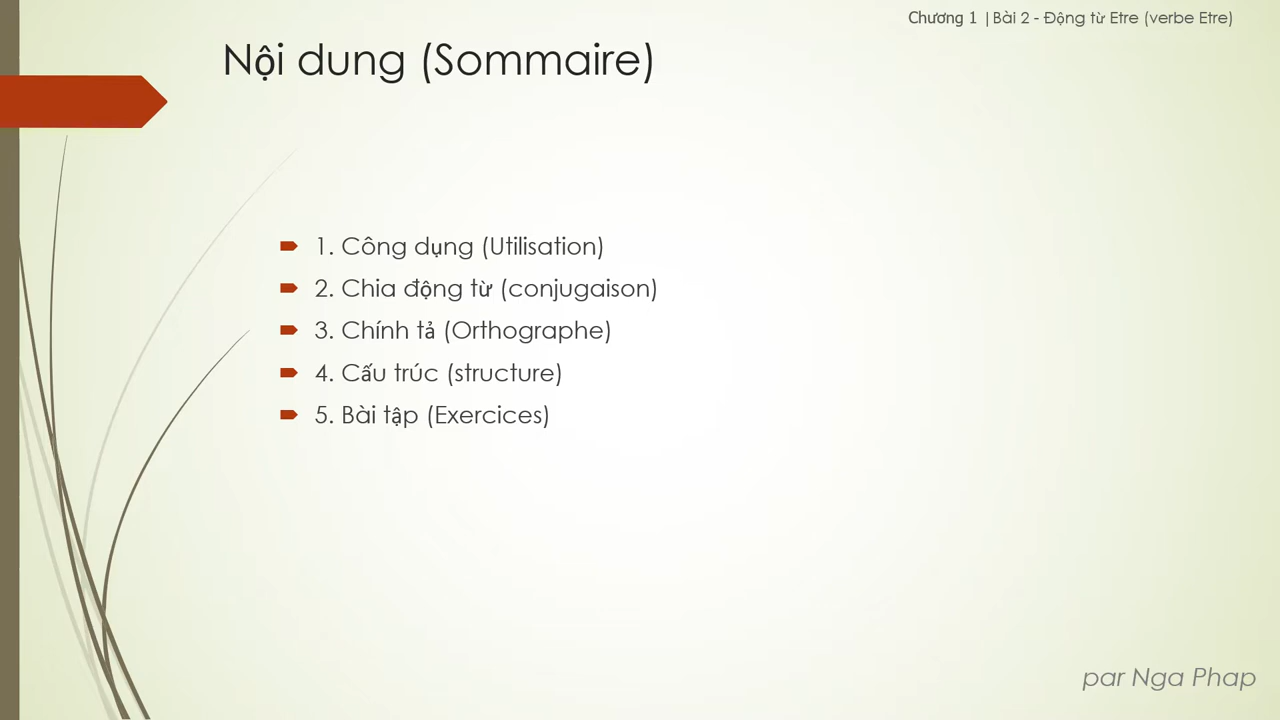 Chương 1 |Bài 2 - Động từ Etre (verbe Etre)
Nội dung (Sommaire)
1. Công dụng (Utilisation)
2. Chia động từ (conjugaison)
3. Chính tả (Orthographe)
4. Cấu trúc (structure)
5. Bài tập (Exercices)
par Nga Phap